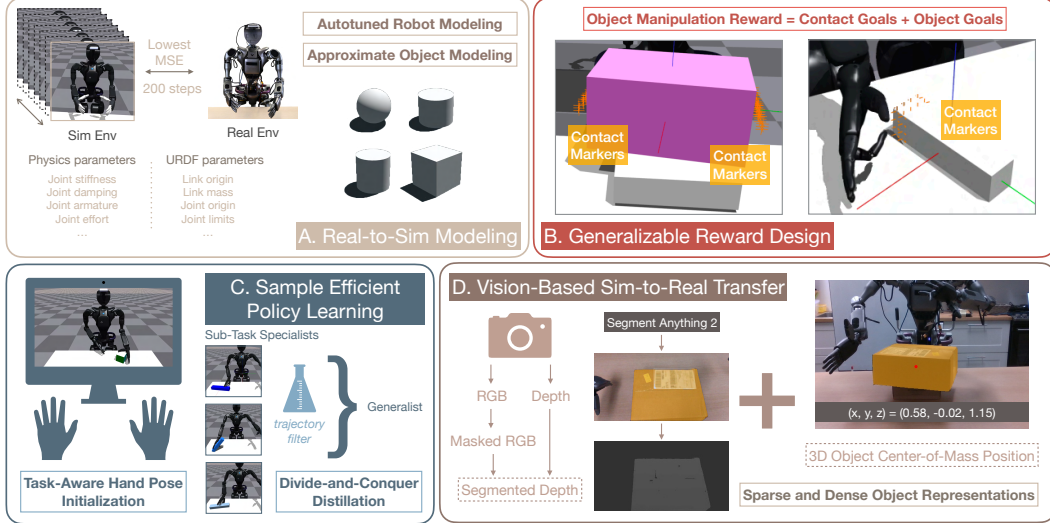 Autotuned Robot Modeling
Approximate Object Modeling
Lowest
MSE
200 steps
Sim Env
Real Env
Physics parameters
Joint stiffness
Joint damping
Joint armature
Joint effort
...
URDF parameters
Link origin
Link mass
Joint origin
Joint limits
...
A. Real-to-Sim Modeling
Object Manipulation Reward = Contact Goals + Object Goals
Contact
Markers
Contact
Markers
Contact
Markers
B. Generalizable Reward Design
C. Sample Efficient
Policy Learning
Sub-Task Specialists
trajectory
filter
Generalist
Task-Aware Hand Pose
Initialization
Divide-and-Conquer
Distillation
D. Vision-Based Sim-to-Real Transfer
RGB
Depth
Masked RGB
Segmented Depth
Segment Anything 2
(x, y, z) = (0.58, -0.02, 1.15)
3D Object Center-of-Mass Position
Sparse and Dense Object Representations